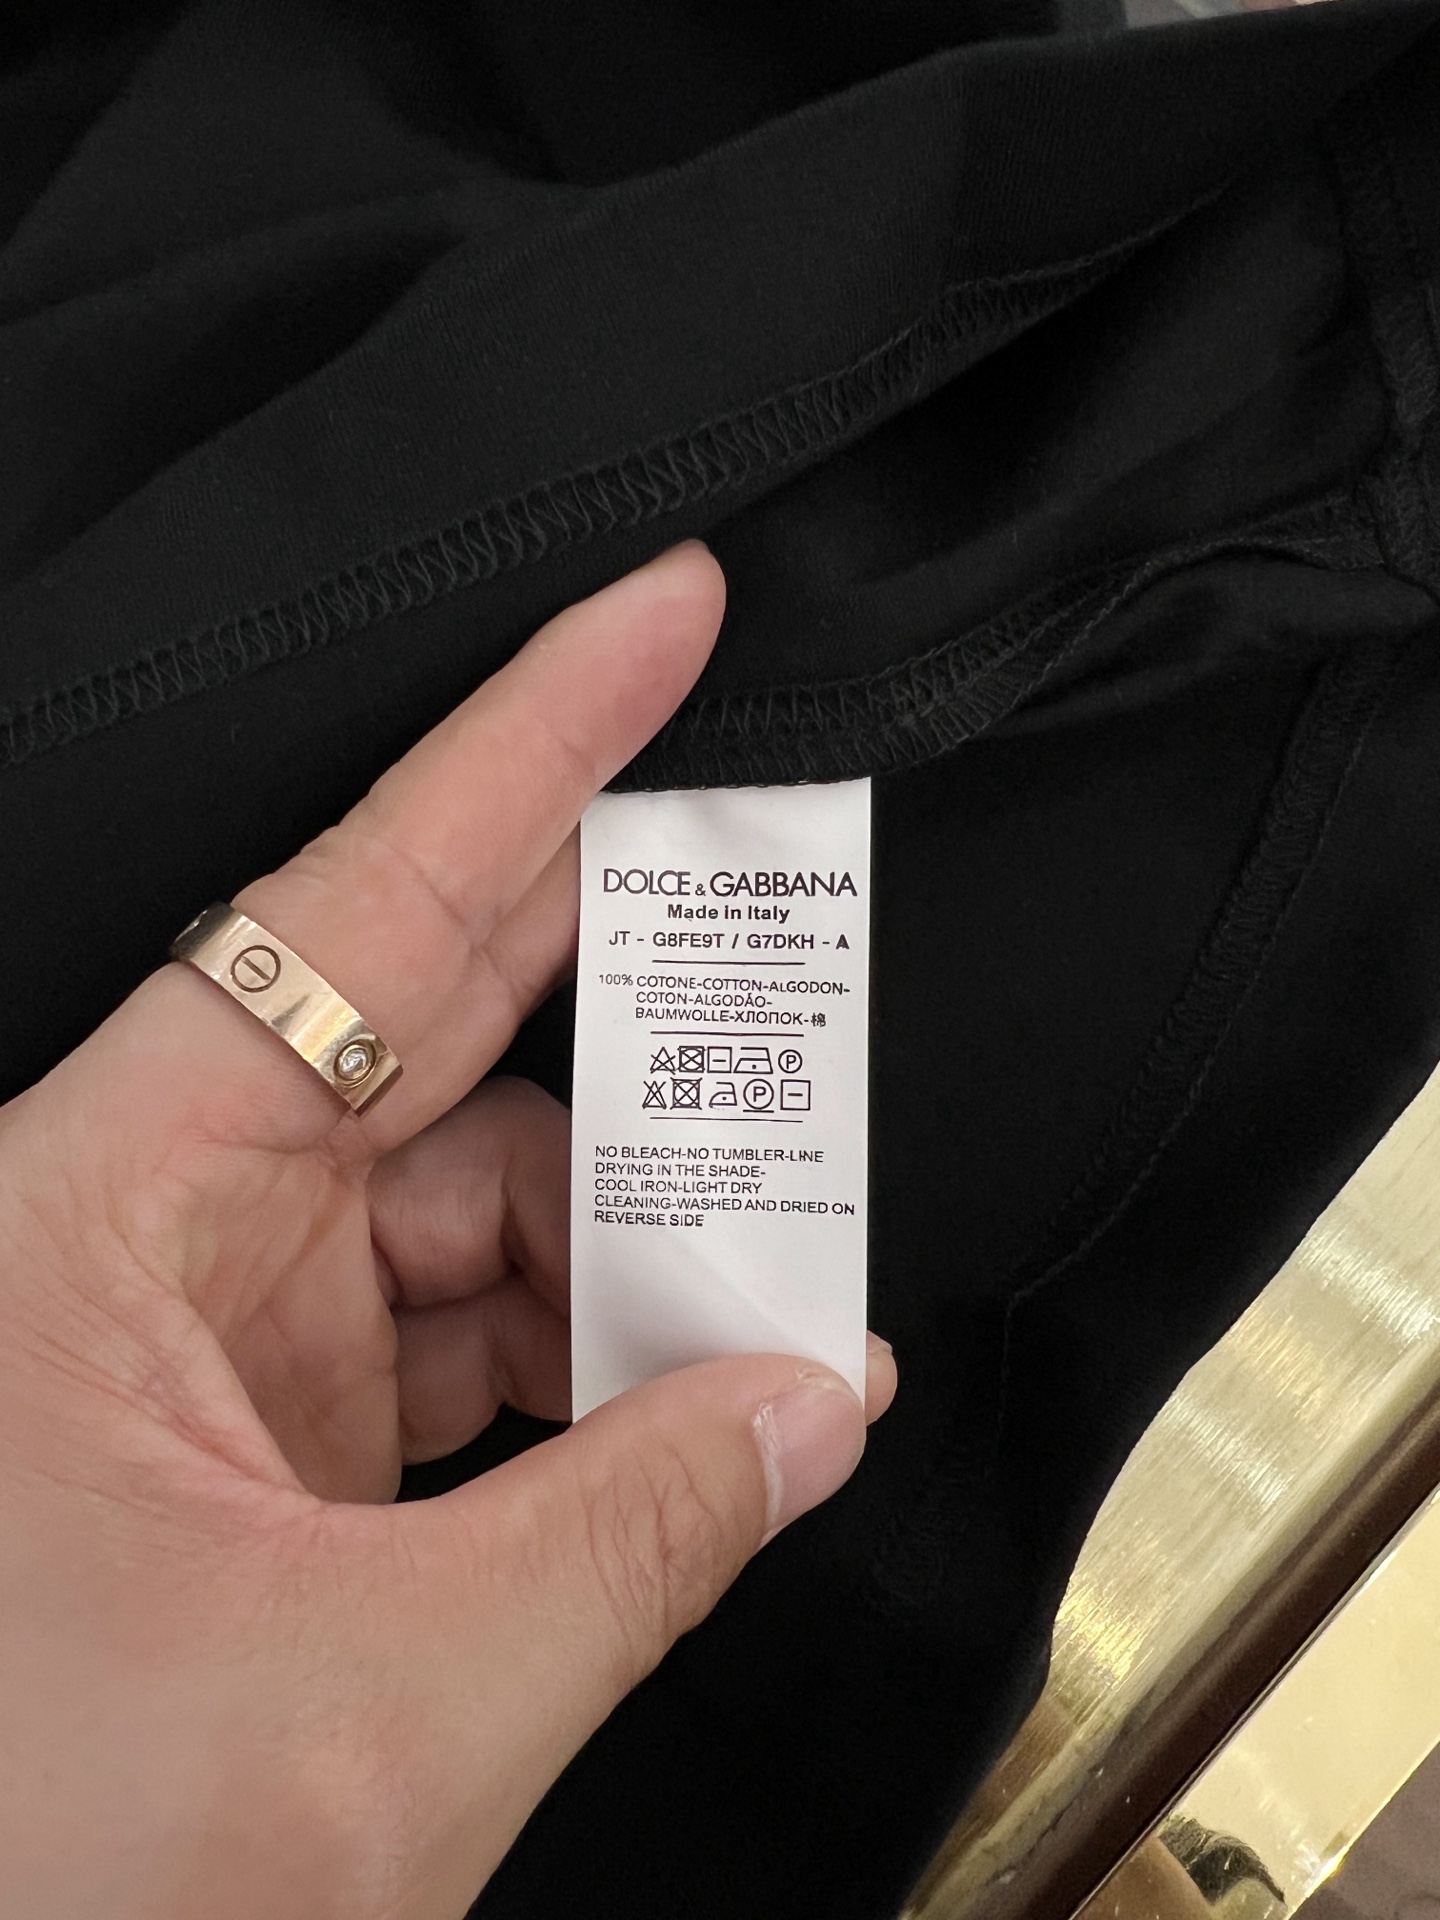 DOLCE & GABBANA
Made in Italy
JT - G8FE9T / G7DKH - A
100% COTONE-COTTON-ALGODON-
COTON-ALGODÃO-
BAUMWOLLE-ХЛОПОК-棉
P
P
NO BLEACH-NO TUMBLER-LINE
DRYING IN THE SHADE-
COOL IRON-LIGHT DRY
CLEANING-WASHED AND DRIED ON
REVERSE SIDE